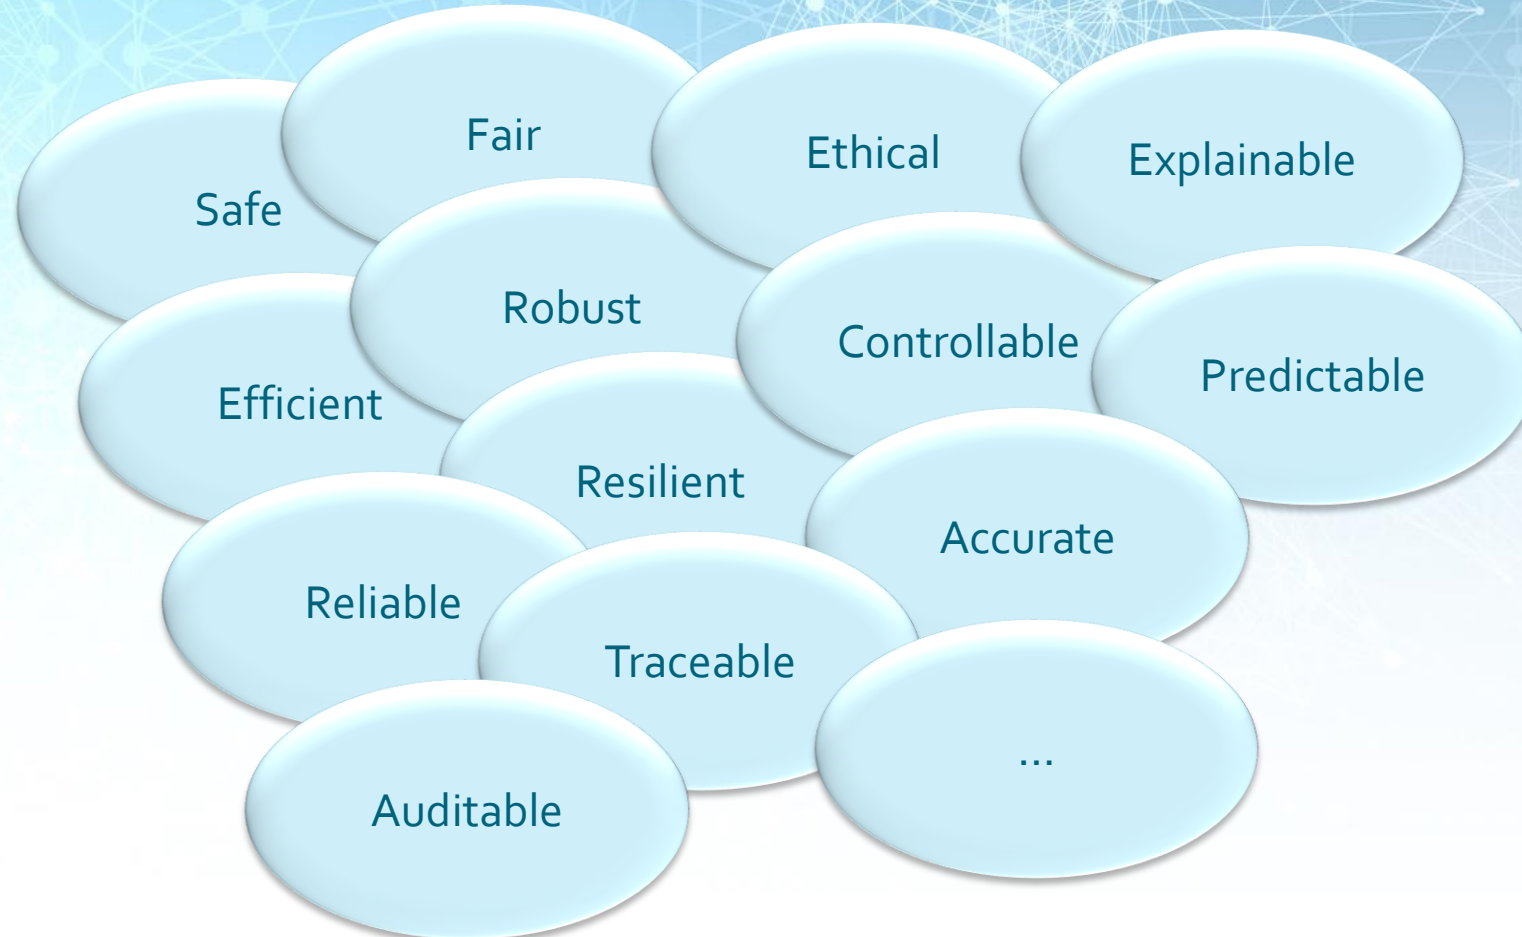 Fair
Ethical
Explainable
Safe
Robust
Controllable
Predictable
Efficient
Resilient
Accurate
Reliable
Traceable
...
Auditable